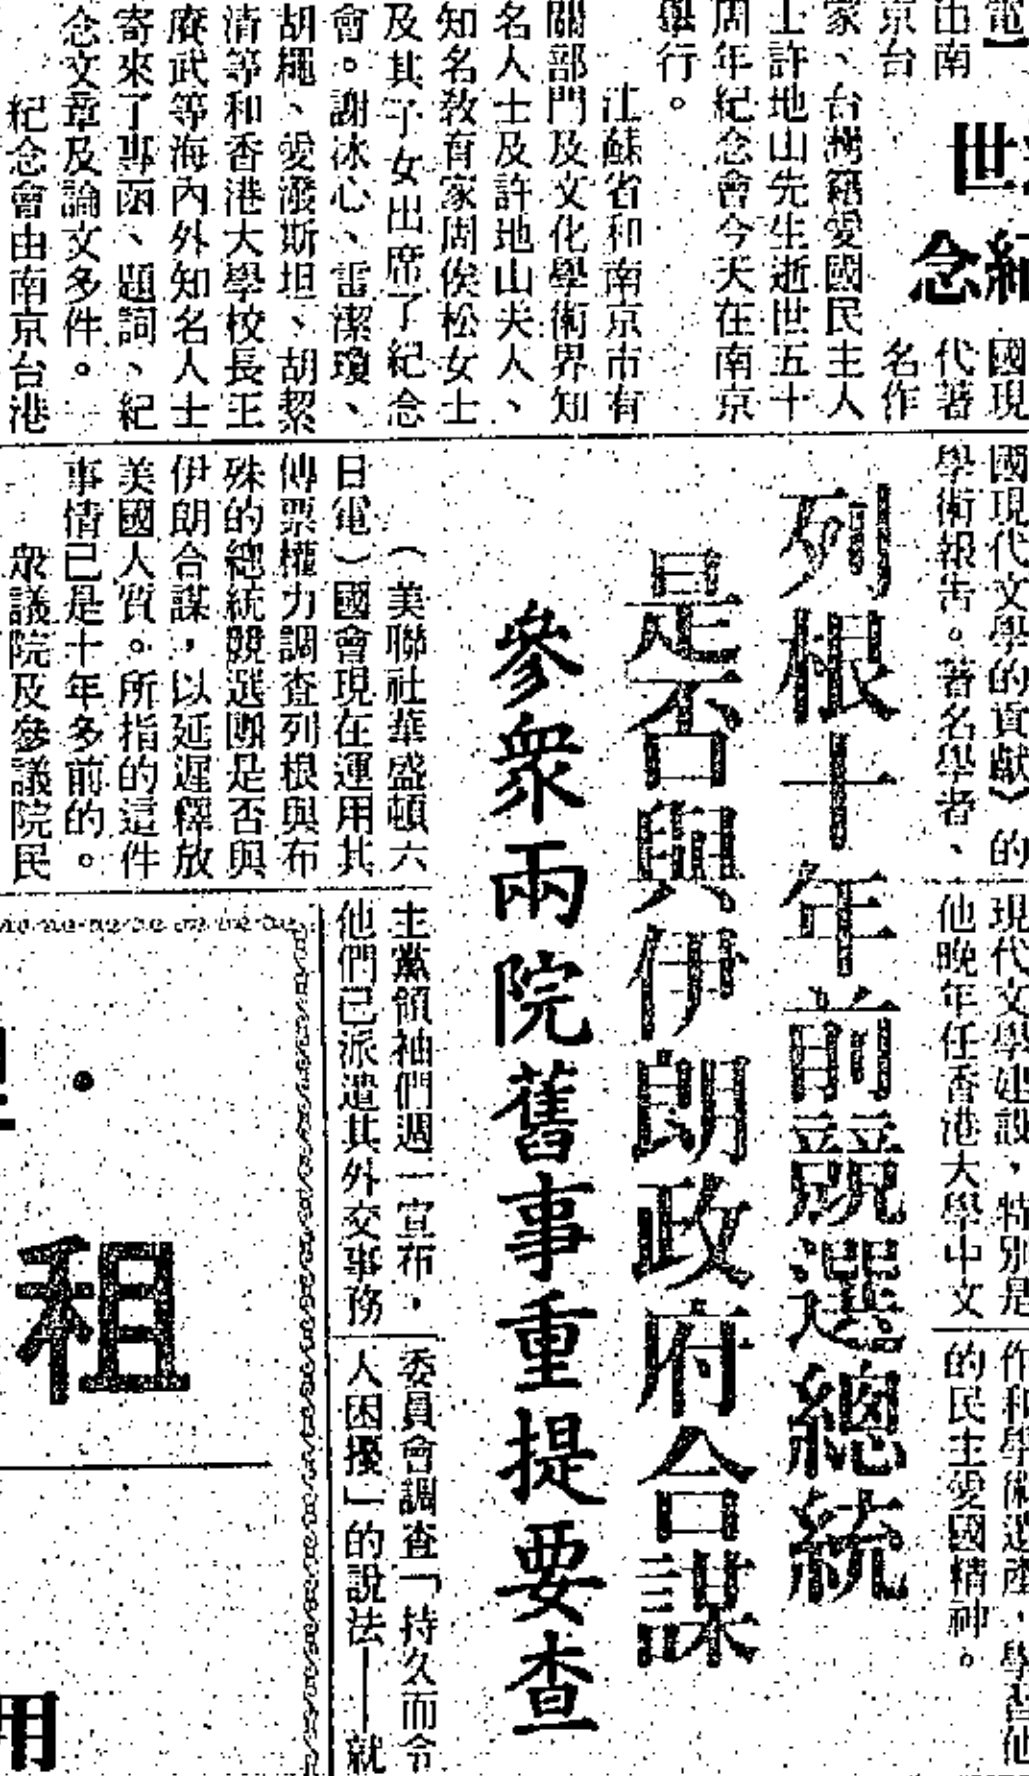 電】
由南
京台
世
紀
念
國現
代著
名作
家、台灣籍愛國民主人
士許地山先生逝世五十
周年紀念會今天在南京
舉行。
江蘇省和南京市有
關部門及文化學術界知
名人士及許地山夫人、
知名教育家周俟松女士
及其子女出席了紀念
會。謝冰心、雷潔瓊、
胡繩、愛潑斯坦、胡絜
清等和香港大學校長王
賡武等海內外知名人士
寄來了專函、題詞、紀
念文章及論文多件。
紀念會由南京台港
國現代文學的貢獻》的
學術報告。著名學者、
現代文學建設,特別是
他晚年任香港大學中文
作和學術遺產,學習他
的民主愛國精神。
列根十年前競選總統
是否與伊朗政府合謀
參衆兩院舊事重提要查
(美聯社華盛頓六
日電)國會現在運用其
傳票權力調查列根與布
殊的總統競選團是否與
伊朗合謀,以延遲釋放
美國人質。所指的這件
事情已是十年多前的。
衆議院及參議院民
主黨領袖們週一宣布,
他們已派遣其外交事務
委員會調查「持久而令
人困擾」的說法——就
租
用